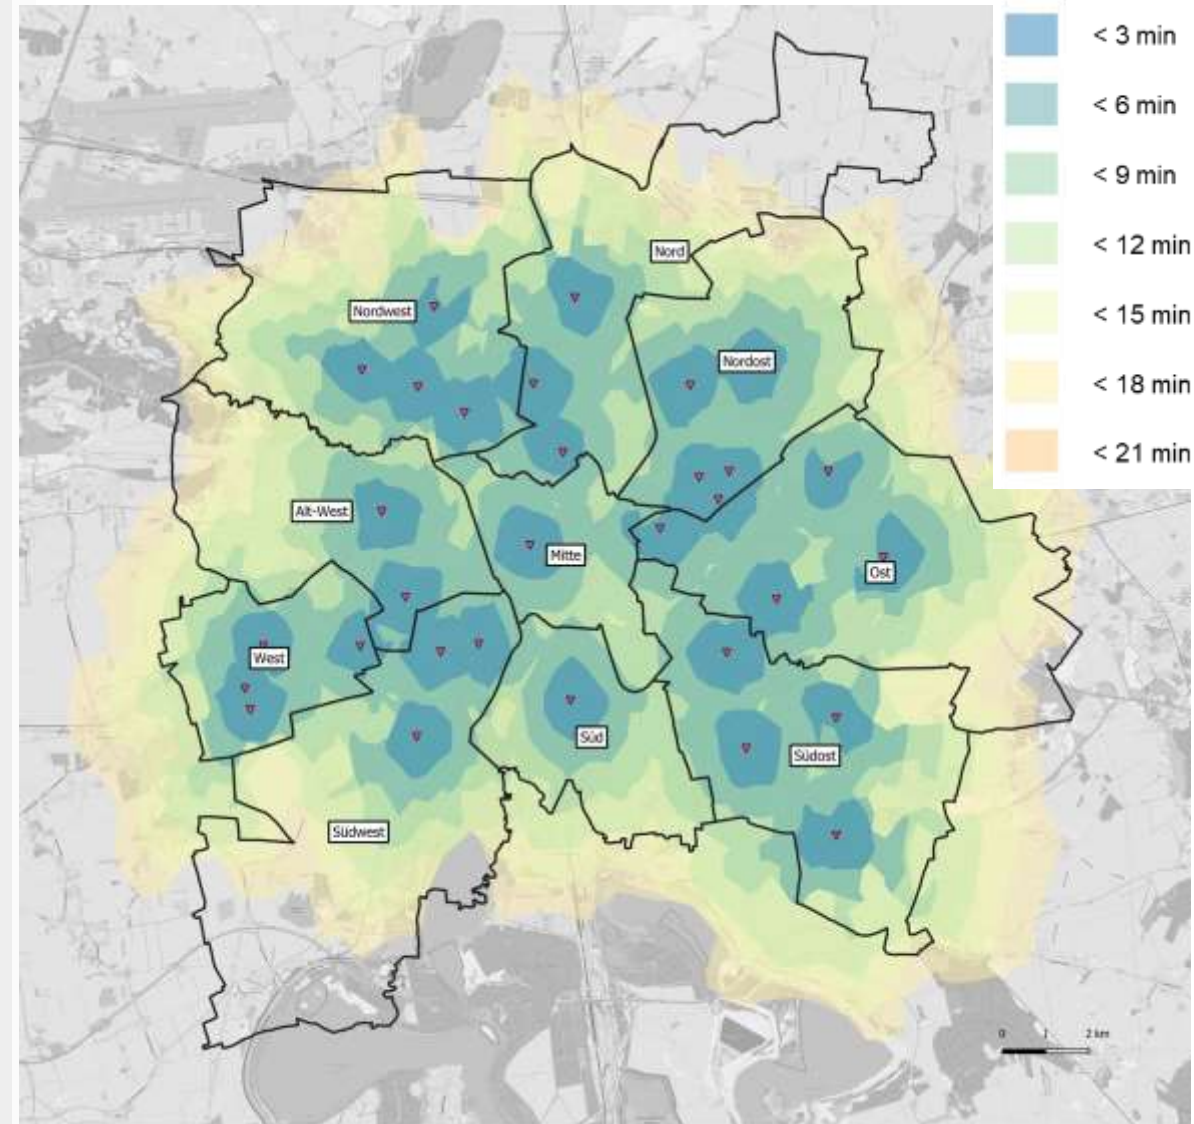 < 3 min
< 6 min
< 9 min
< 12 min
< 15 min
< 18 min
< 21 min
Nord
Nordwest
Nordost
Alt-West
Mitte
Ost
West
Süd
Südost
Südwest
0 1 2 km